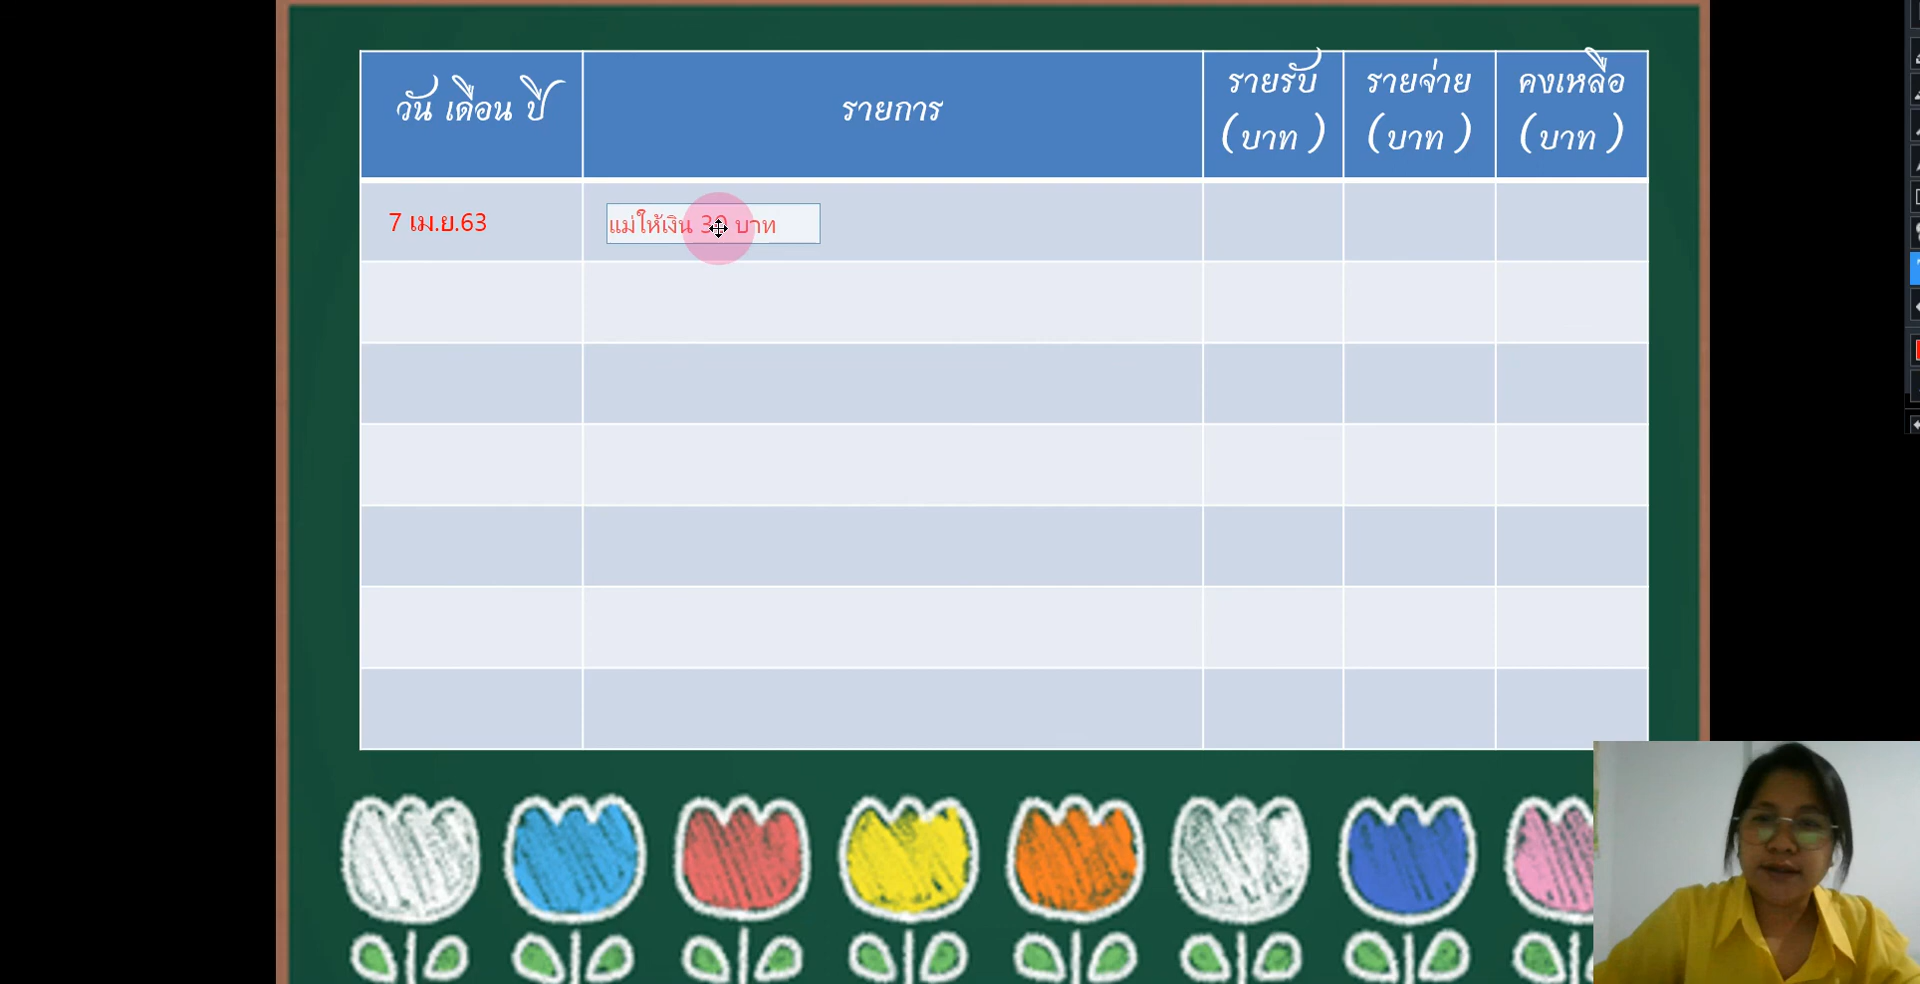 วัน เดือน ปี
รายการ
รายรับ
(บาท )
รายจ่าย
(บาท )
คงเหลือ
(บาท )
7 เม.ย.63
แม่ให้เงิน 30 บาท